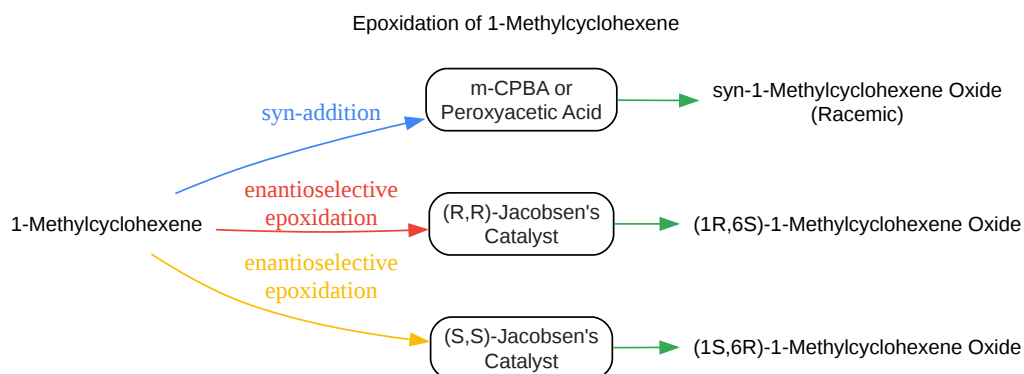 Epoxidation of 1-Methylcyclohexene
m-CPBA or
Peroxyacetic Acid
syn-1-Methylcyclohexene Oxide
(Racemic)
syn-addition
1-Methylcyclohexene
enantioselective
epoxidation
(R,R)-Jacobsen's
Catalyst
(1R,6S)-1-Methylcyclohexene Oxide
enantioselective
epoxidation
(S,S)-Jacobsen's
Catalyst
(1S,6R)-1-Methylcyclohexene Oxide